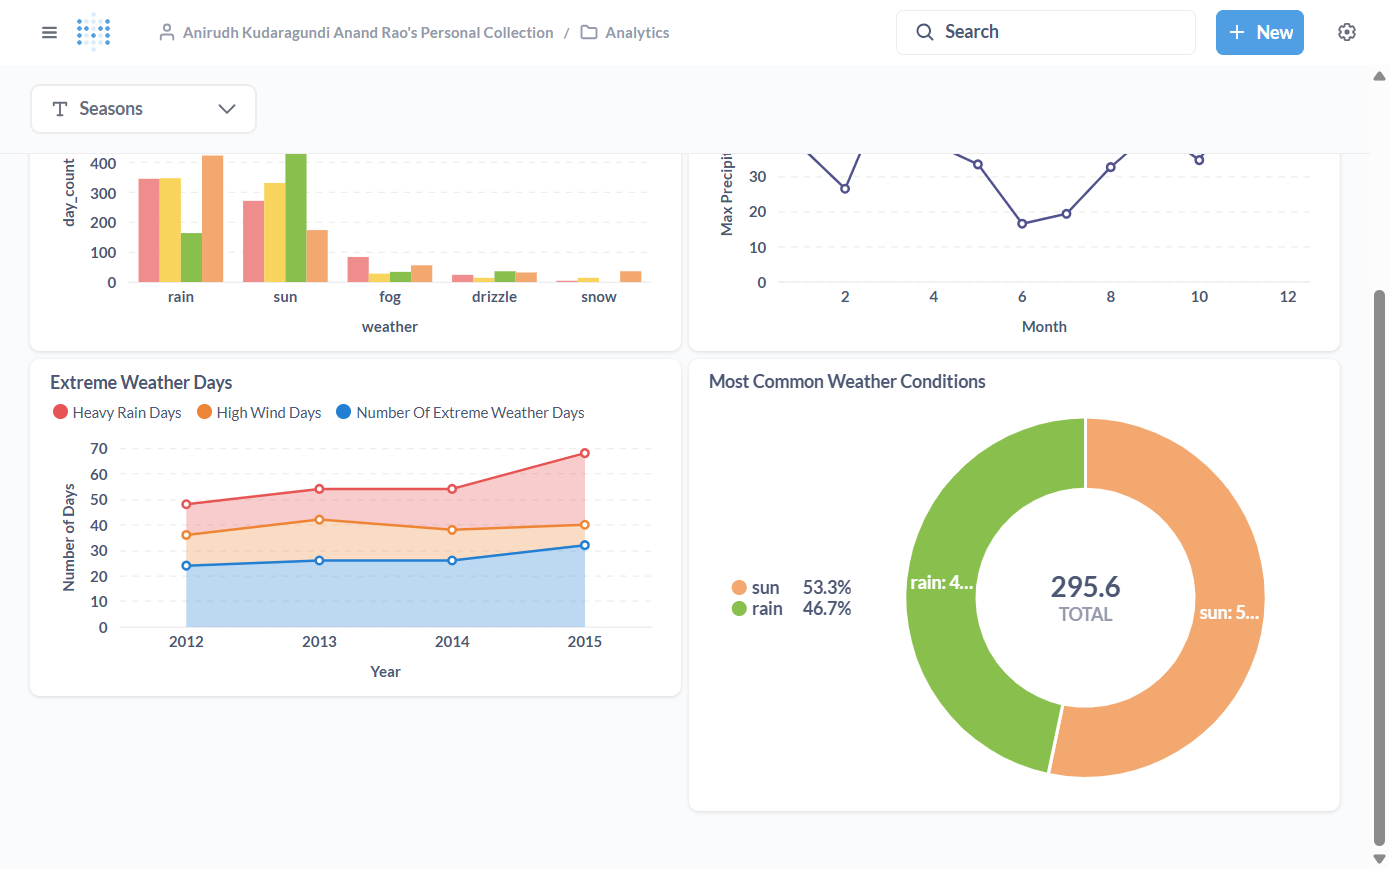 Anirudh Kudaragundi Anand Rao's Personal Collection / Analytics
Search
New
Seasons
400
300
200
100
0
day_count
rain sun fog drizzle snow
weather
30
20
10
0
Max Precipi
2 4 6 8 10 12
Month
Extreme Weather Days
Heavy Rain Days High Wind Days Number Of Extreme Weather Days
70
60
50
40
30
20
10
0
Number of Days
2012 2013 2014 2015
Year
Most Common Weather Conditions
sun 53.3%
rain 46.7%
rain: 4...
295.6
TOTAL
sun: 5...